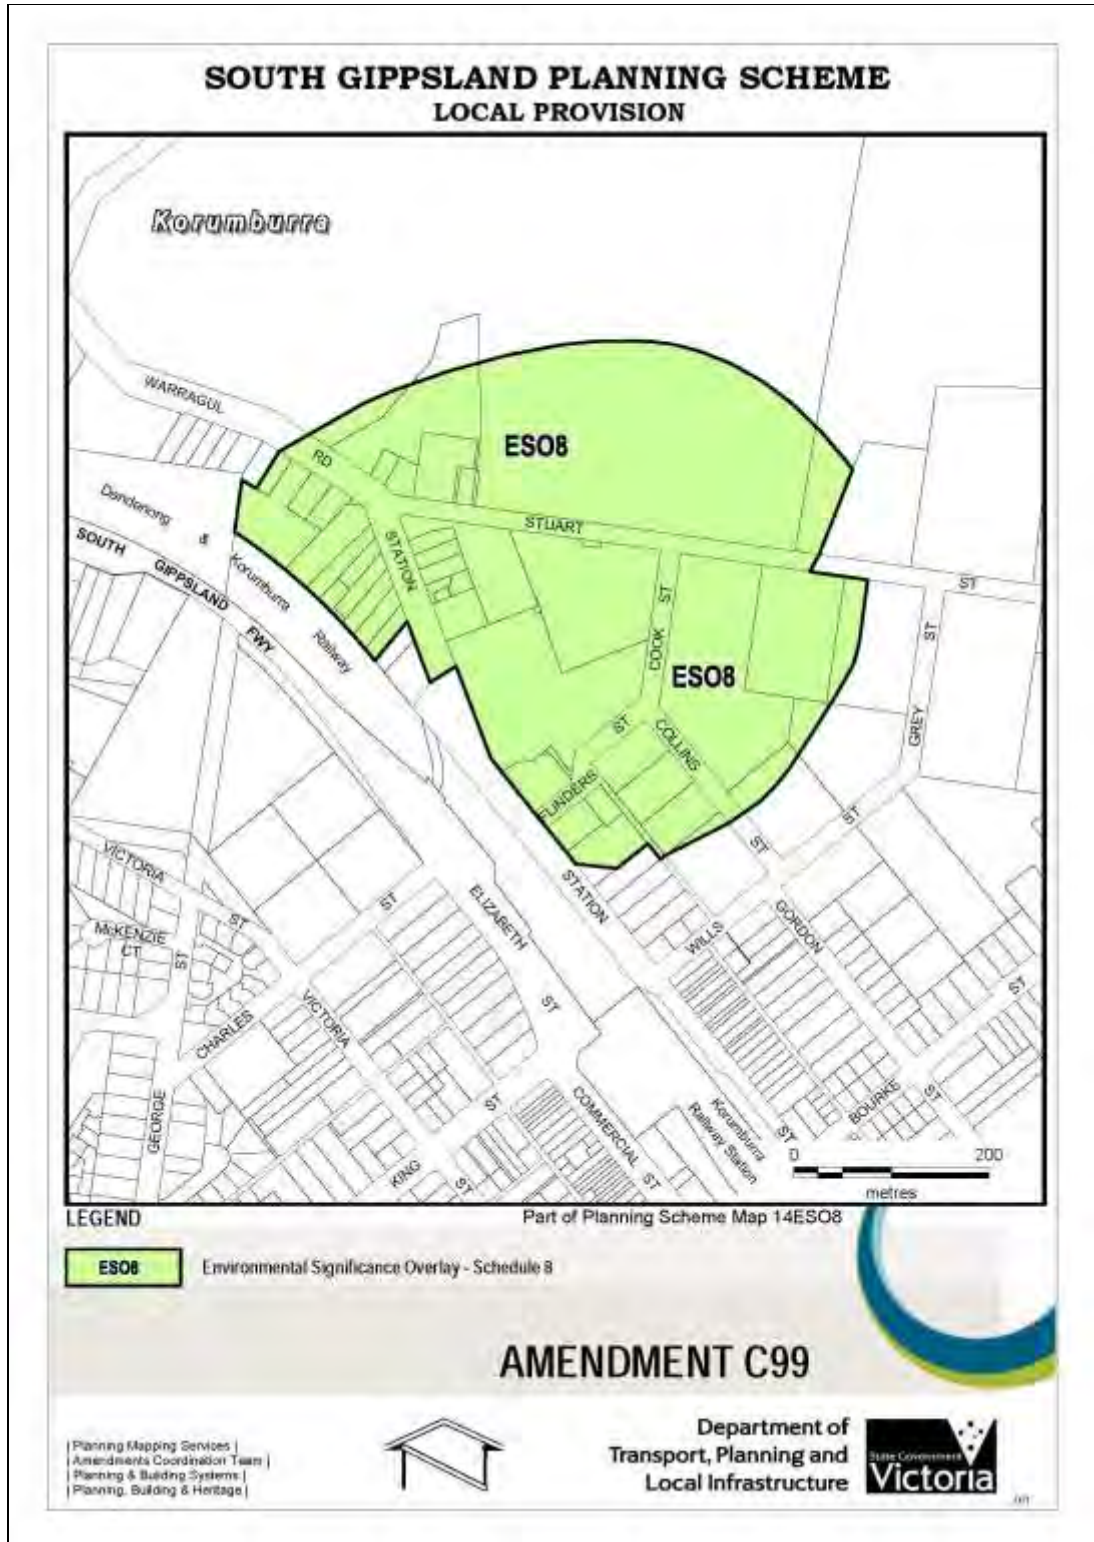 SOUTH GIPPSLAND PLANNING SCHEME
LOCAL PROVISION
Korumburra
WARRAGUL
RD
ESO8
STUART
ST
Dandenong
&
Korumburra
Railway
SOUTH
GIPPSLAND
FWY
STATION
COOK
ST
ESO8
ST
GREY
ST
COLLINS
FLINDERS
ST
ST
VICTORIA
ST
McKENZIE
CT
ST
ST
ELIZABETH
ST
STATION
WILLS
GORDON
ST
CHARLES
VICTORIA
GEORGE
KING
ST
ST
COMMERCIAL
ST
Korumburra
Railway Station
ST
BOURKE
ST
0 200
metres
LEGEND
Part of Planning Scheme Map 14ESO8
ESO8
Environmental Significance Overlay - Schedule 8
AMENDMENT C99
| Planning Mapping Services |
| Amendments Coordination Team |
| Planning & Building Systems |
| Planning, Building & Heritage |
Department of
Transport, Planning and
Local Infrastructure
State Government
Victoria